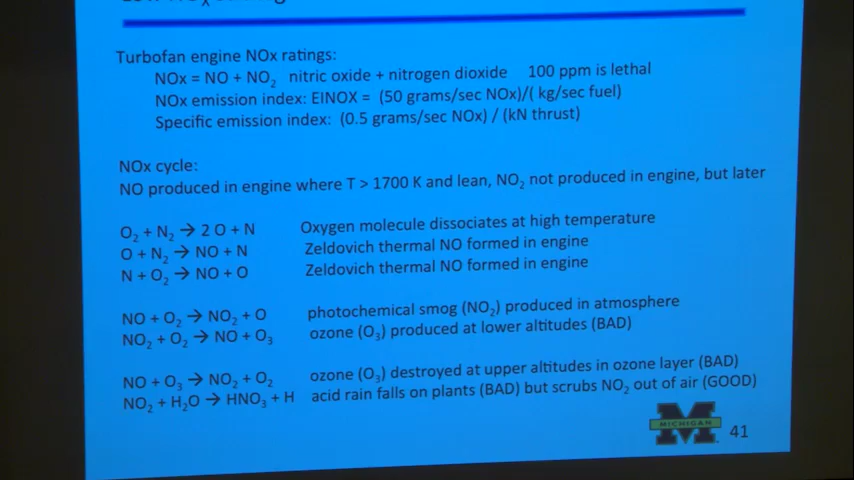 Turbofan engine NOx ratings:
NOx = NO + NO₂ nitric oxide + nitrogen dioxide 100 ppm is lethal
NOx emission index: EINOX = (50 grams/sec NOx)/( kg/sec fuel)
Specific emission index: (0.5 grams/sec NOx) / (kN thrust)
NOx cycle:
NO produced in engine where T > 1700 K and lean, NO₂ not produced in engine, but later
O₂ + N₂ → 2 O + N Oxygen molecule dissociates at high temperature
O + N₂ → NO + N Zeldovich thermal NO formed in engine
N + O₂ → NO + O Zeldovich thermal NO formed in engine
NO + O₂ → NO₂ + O photochemical smog (NO₂) produced in atmosphere
NO₂ + O₂ → NO + O₃ ozone (O₃) produced at lower altitudes (BAD)
NO + O₃ → NO₂ + O₂ ozone (O₃) destroyed at upper altitudes in ozone layer (BAD)
NO₂ + H₂O → HNO₃ + H acid rain falls on plants (BAD) but scrubs NO₂ out of air (GOOD)
MICHIGAN
41